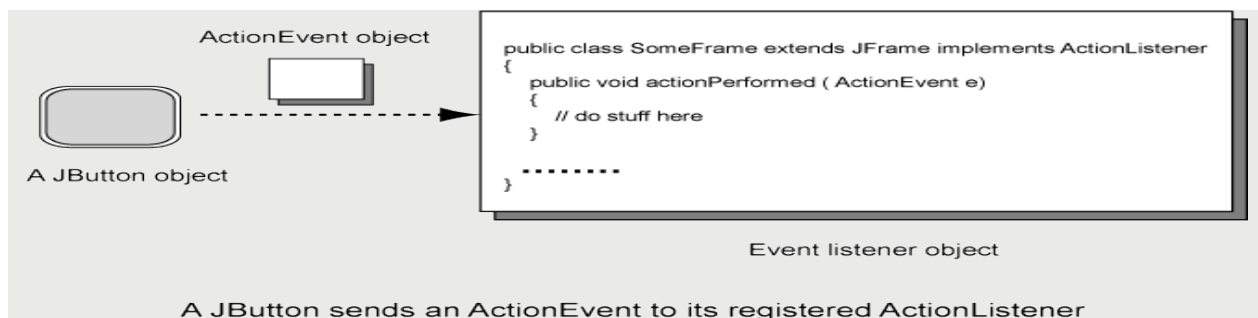 ActionEvent object
A JButton object
public class SomeFrame extends JFrame implements ActionListener
{
public void actionPerformed ( ActionEvent e)
{
// do stuff here
}
........
}
Event listener object
A JButton sends an ActionEvent to its registered ActionListener